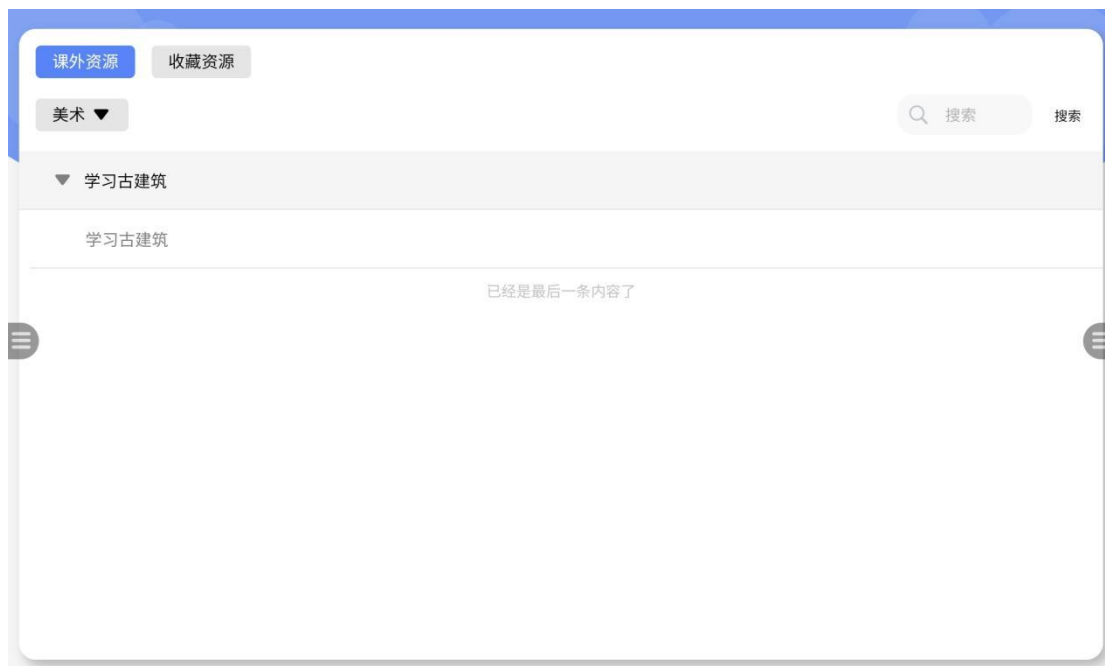 课外资源 收藏资源
美术 搜索 搜索
学习古建筑
学习古建筑
已经是最后一条内容了